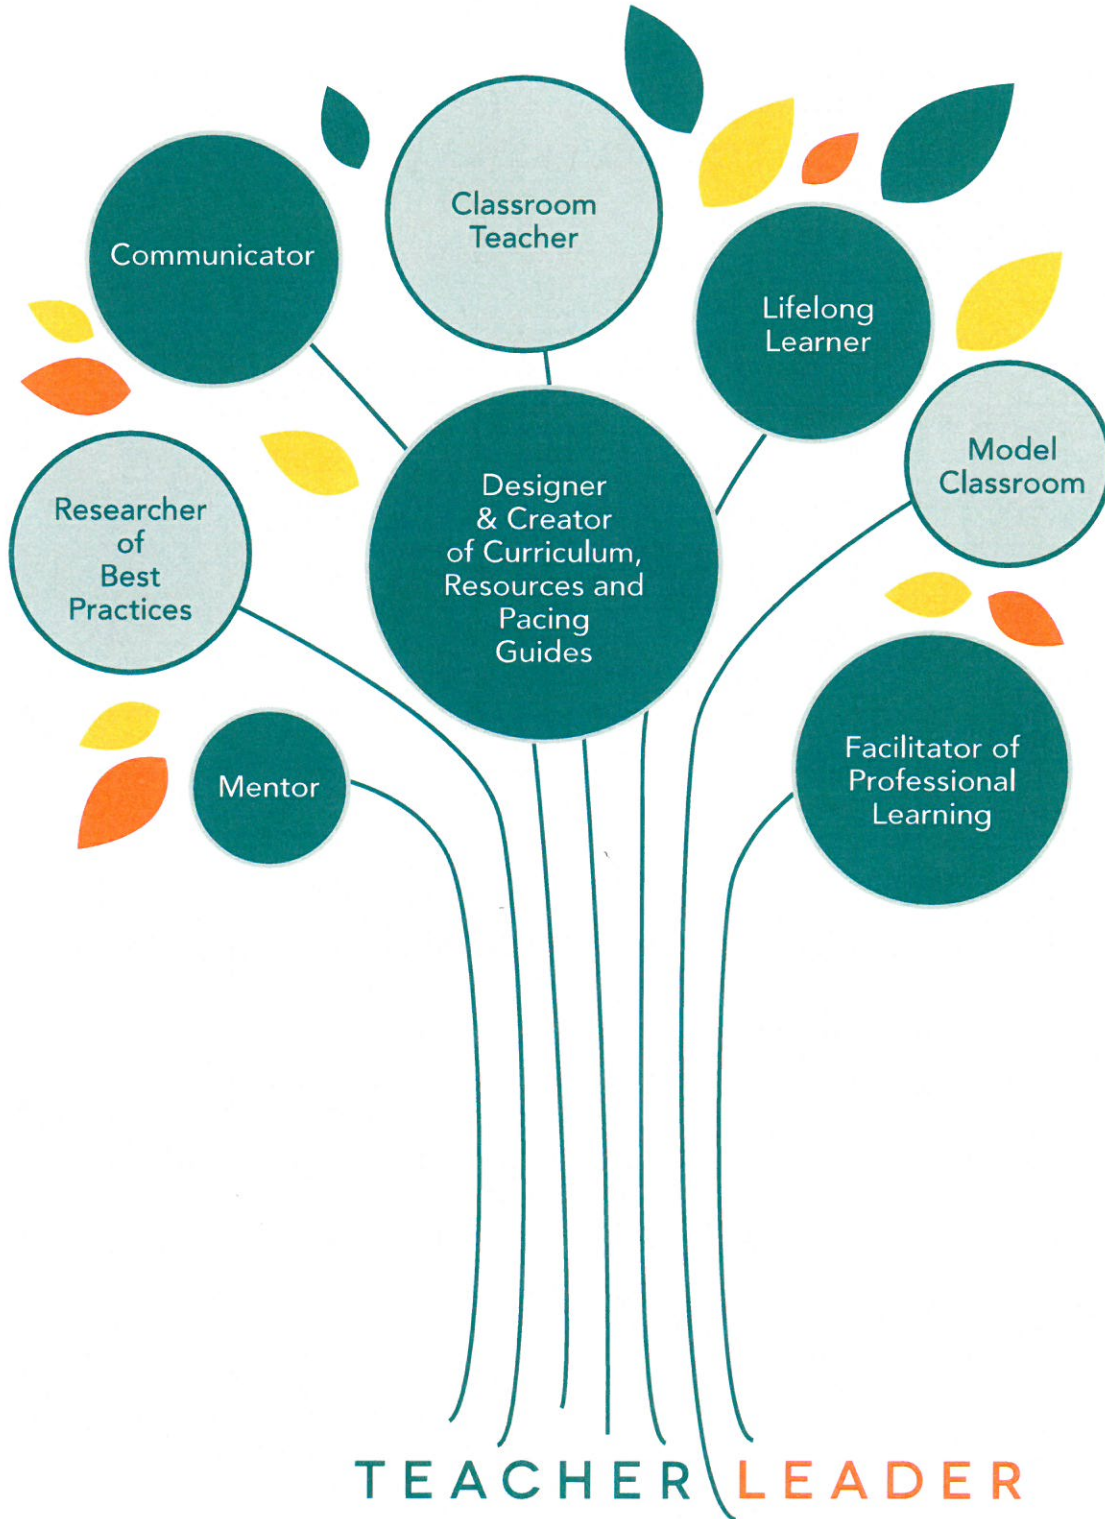 Communicator
Classroom
Teacher
Lifelong
Learner
Model
Classroom
Researcher
of
Best
Practices
Designer
& Creator
of Curriculum,
Resources and
Pacing
Guides
Mentor
Facilitator of
Professional
Learning
TEACHER LEADER